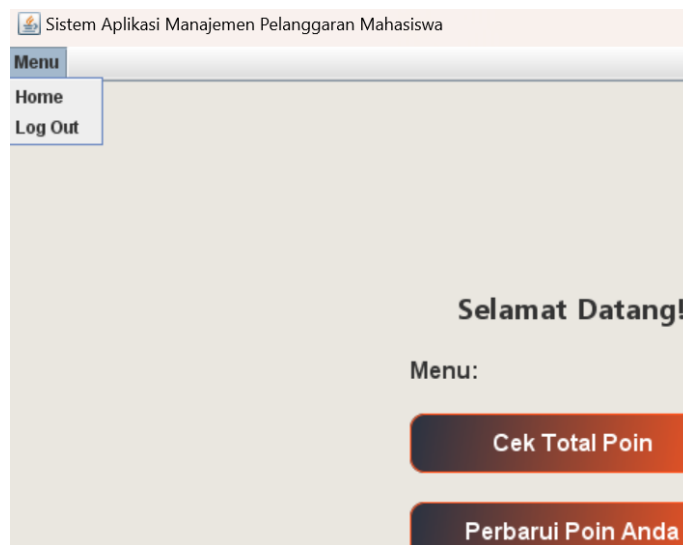 Sistem Aplikasi Manajemen Pelanggaran Mahasiswa
Menu
Home
Log Out
Selamat Datang!
Menu:
Cek Total Poin
Perbarui Poin Anda